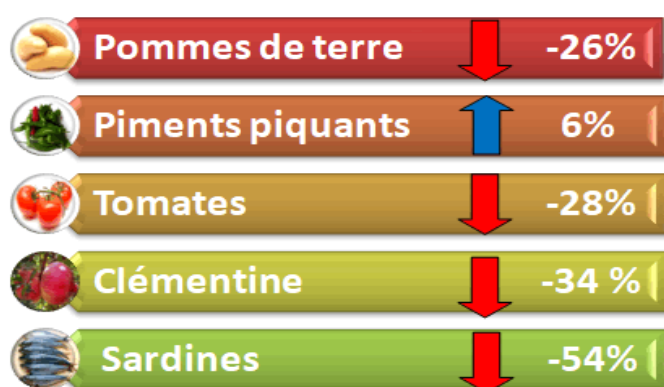 Pommes de terre -26%
Piments piquants 6%
Tomates -28%
Clémentine -34 %
Sardines -54%